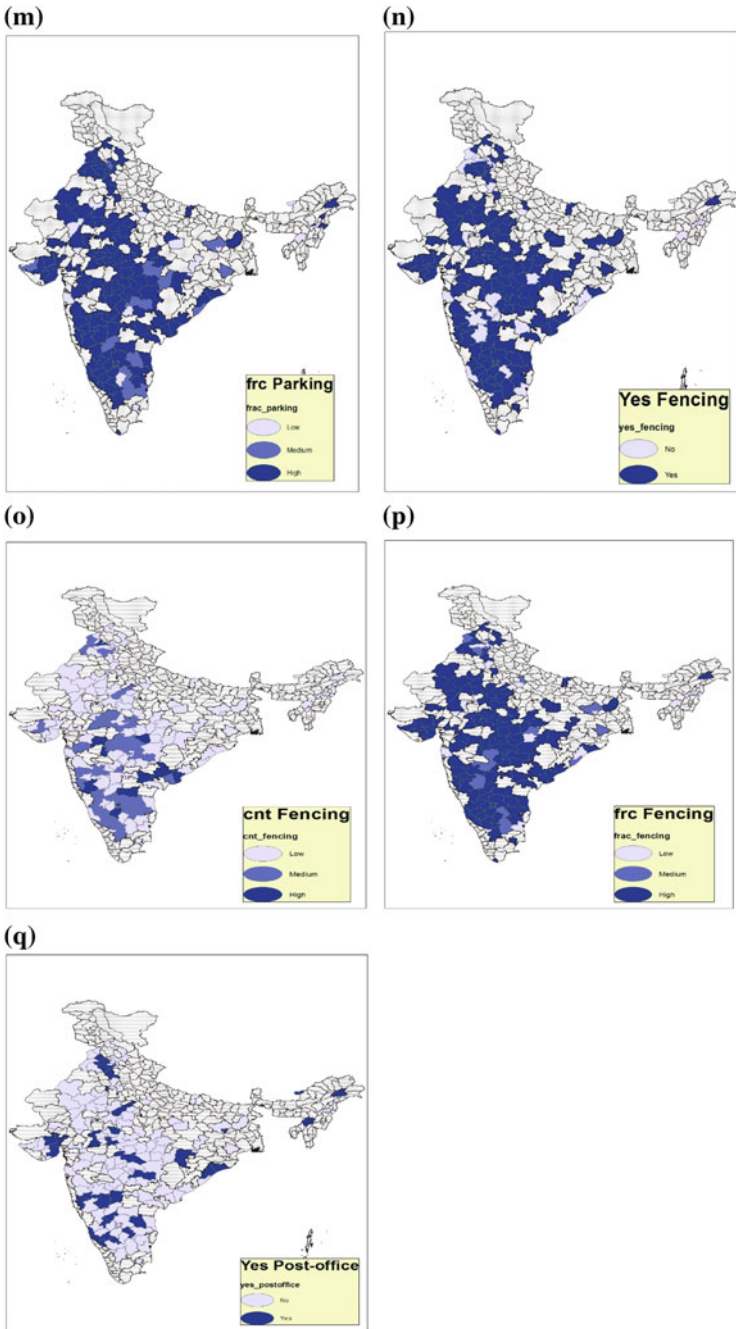 (m)
(n)
frc Parking
frac_parking
Low
Medium
High
Yes Fencing
yes_fencing
No
Yes
(o)
(p)
cnt Fencing
cnt_fencing
Low
Medium
High
frc Fencing
frac_fencing
Low
Medium
High
(q)
Yes Post-office
yes_postoffice
No
Yes